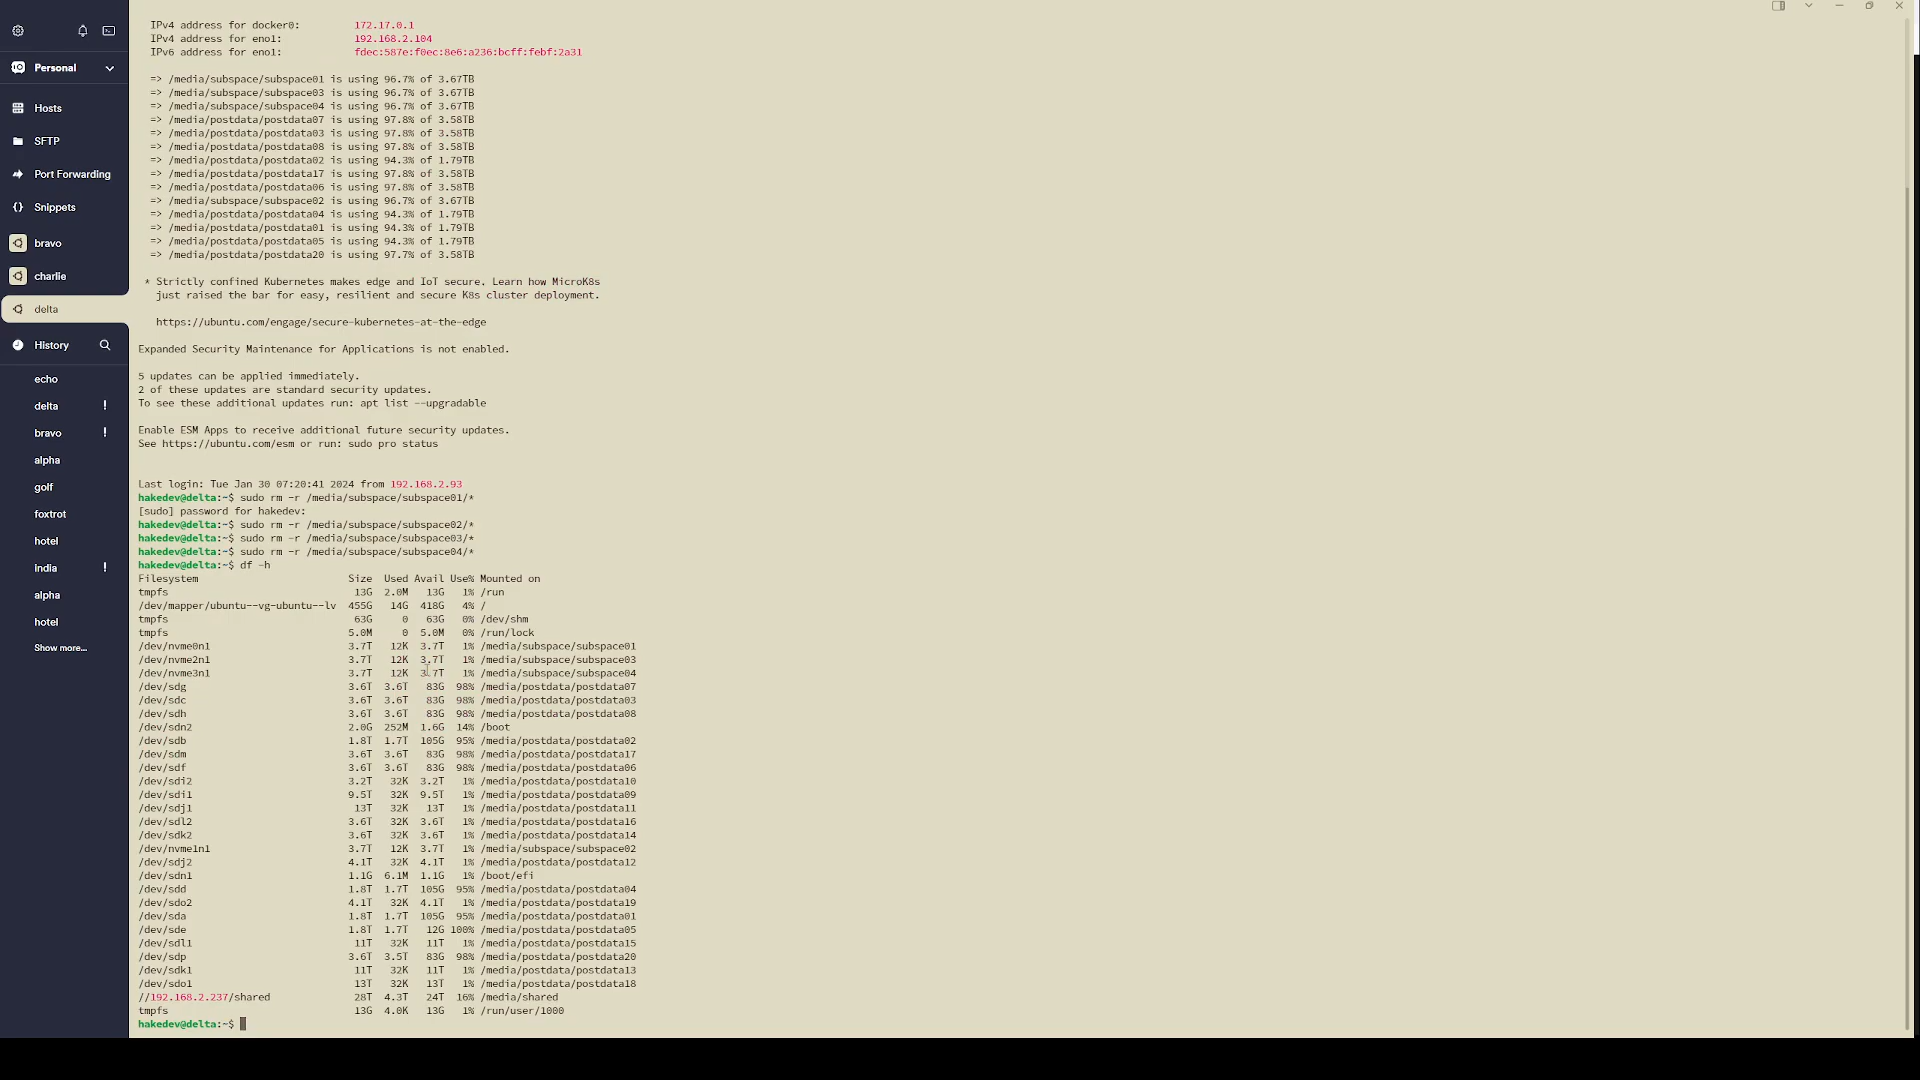 Personal
Hosts
SFTP
Port Forwarding
Snippets
bravo
charlie
delta
History
echo
delta !
bravo !
alpha
golf
foxtrot
hotel
india !
alpha
hotel
Show more...
IPv4 address for docker0: 172.17.0.1
IPv4 address for eno1: 192.168.2.104
IPv6 address for eno1: fdec:587e:f0ec:8e6:a236:bcff:febf:2a31
=> /media/subspace/subspace01 is using 96.7% of 3.67TB
=> /media/subspace/subspace03 is using 96.7% of 3.67TB
=> /media/subspace/subspace04 is using 96.7% of 3.67TB
=> /media/postdata/postdata07 is using 97.8% of 3.58TB
=> /media/postdata/postdata03 is using 97.8% of 3.58TB
=> /media/postdata/postdata08 is using 97.8% of 3.58TB
=> /media/postdata/postdata02 is using 94.3% of 1.79TB
=> /media/postdata/postdata17 is using 97.8% of 3.58TB
=> /media/postdata/postdata06 is using 97.8% of 3.58TB
=> /media/subspace/subspace02 is using 96.7% of 3.67TB
=> /media/postdata/postdata04 is using 94.3% of 1.79TB
=> /media/postdata/postdata01 is using 94.3% of 1.79TB
=> /media/postdata/postdata05 is using 94.3% of 1.79TB
=> /media/postdata/postdata20 is using 97.7% of 3.58TB
* Strictly confined Kubernetes makes edge and IoT secure. Learn how MicroK8s
just raised the bar for easy, resilient and secure K8s cluster deployment.
https://ubuntu.com/engage/secure-kubernetes-at-the-edge
Expanded Security Maintenance for Applications is not enabled.
5 updates can be applied immediately.
2 of these updates are standard security updates.
To see these additional updates run: apt list --upgradable
Enable ESM Apps to receive additional future security updates.
See https://ubuntu.com/esm or run: sudo pro status
Last login: Tue Jan 30 07:20:41 2024 from 192.168.2.93
hakedev@delta:~$ sudo rm -r /media/subspace/subspace01/*
[sudo] password for hakedev:
hakedev@delta:~$ sudo rm -r /media/subspace/subspace02/*
hakedev@delta:~$ sudo rm -r /media/subspace/subspace03/*
hakedev@delta:~$ sudo rm -r /media/subspace/subspace04/*
hakedev@delta:~$ df -h
Filesystem Size Used Avail Use% Mounted on
tmpfs 13G 2.0M 13G 1% /run
/dev/mapper/ubuntu--vg-ubuntu--lv 455G 14G 418G 4% /
tmpfs 63G 0 63G 0% /dev/shm
tmpfs 5.0M 0 5.0M 0% /run/lock
/dev/nvme0n1 3.7T 12K 3.7T 1% /media/subspace/subspace01
/dev/nvme2n1 3.7T 12K 3.7T 1% /media/subspace/subspace03
/dev/nvme3n1 3.7T 12K 3.7T 1% /media/subspace/subspace04
/dev/sdg 3.6T 3.6T 83G 98% /media/postdata/postdata07
/dev/sdc 3.6T 3.6T 83G 98% /media/postdata/postdata03
/dev/sdh 3.6T 3.6T 83G 98% /media/postdata/postdata08
/dev/sdn2 2.0G 252M 1.6G 14% /boot
/dev/sdb 1.8T 1.7T 105G 95% /media/postdata/postdata02
/dev/sdm 3.6T 3.6T 83G 98% /media/postdata/postdata17
/dev/sdf 3.6T 3.6T 83G 98% /media/postdata/postdata06
/dev/sdi2 3.2T 32K 3.2T 1% /media/postdata/postdata10
/dev/sdi1 9.5T 32K 9.5T 1% /media/postdata/postdata09
/dev/sdj1 13T 32K 13T 1% /media/postdata/postdata11
/dev/sdl2 3.6T 32K 3.6T 1% /media/postdata/postdata16
/dev/sdk2 3.6T 32K 3.6T 1% /media/postdata/postdata14
/dev/nvme1n1 3.7T 12K 3.7T 1% /media/subspace/subspace02
/dev/sdj2 4.1T 32K 4.1T 1% /media/postdata/postdata12
/dev/sdn1 1.1G 6.1M 1.1G 1% /boot/efi
/dev/sdd 1.8T 1.7T 105G 95% /media/postdata/postdata04
/dev/sdo2 4.1T 32K 4.1T 1% /media/postdata/postdata19
/dev/sda 1.8T 1.7T 105G 95% /media/postdata/postdata01
/dev/sde 1.8T 1.7T 12G 100% /media/postdata/postdata05
/dev/sdl1 11T 32K 11T 1% /media/postdata/postdata15
/dev/sdp 3.6T 3.5T 83G 98% /media/postdata/postdata20
/dev/sdk1 11T 32K 11T 1% /media/postdata/postdata13
/dev/sdo1 13T 32K 13T 1% /media/postdata/postdata18
//192.168.2.237/shared 28T 4.3T 24T 16% /media/shared
tmpfs 13G 4.0K 13G 1% /run/user/1000
hakedev@delta:~$